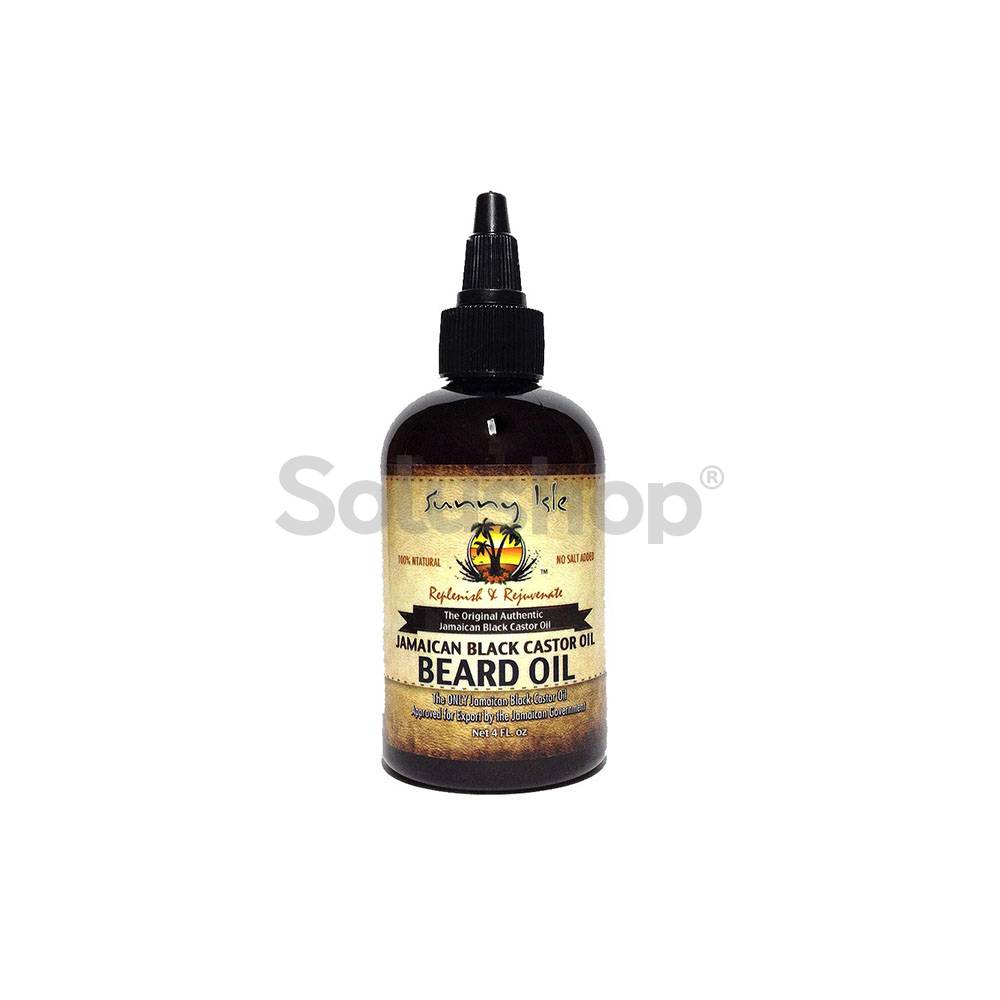 Sunny Isle
100% NTATURAL
NO SALT ADDED
TM
Replenish & Rejuvenate
The Original Authentic
Jamaican Black Castor Oil
JAMAICAN BLACK CASTOR OIL
BEARD OIL
The ONLY Jamaican Black Castor Oil
Approved for Export by the Jamaican Government
Net 4 FL. oz
Solushop®